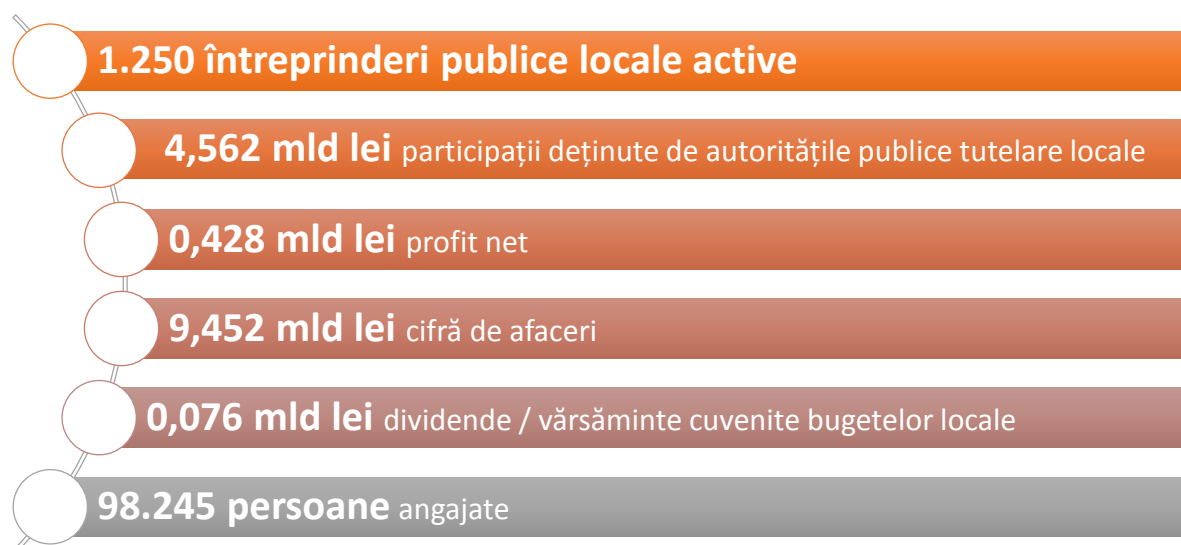 1.250 întreprinderi publice locale active
4,562 mld lei participații deținute de autoritățile publice tutelare locale
0,428 mld lei profit net
9,452 mld lei cifră de afaceri
0,076 mld lei dividende / vărsăminte cuvenite bugetelor locale
98.245 persoane angajate